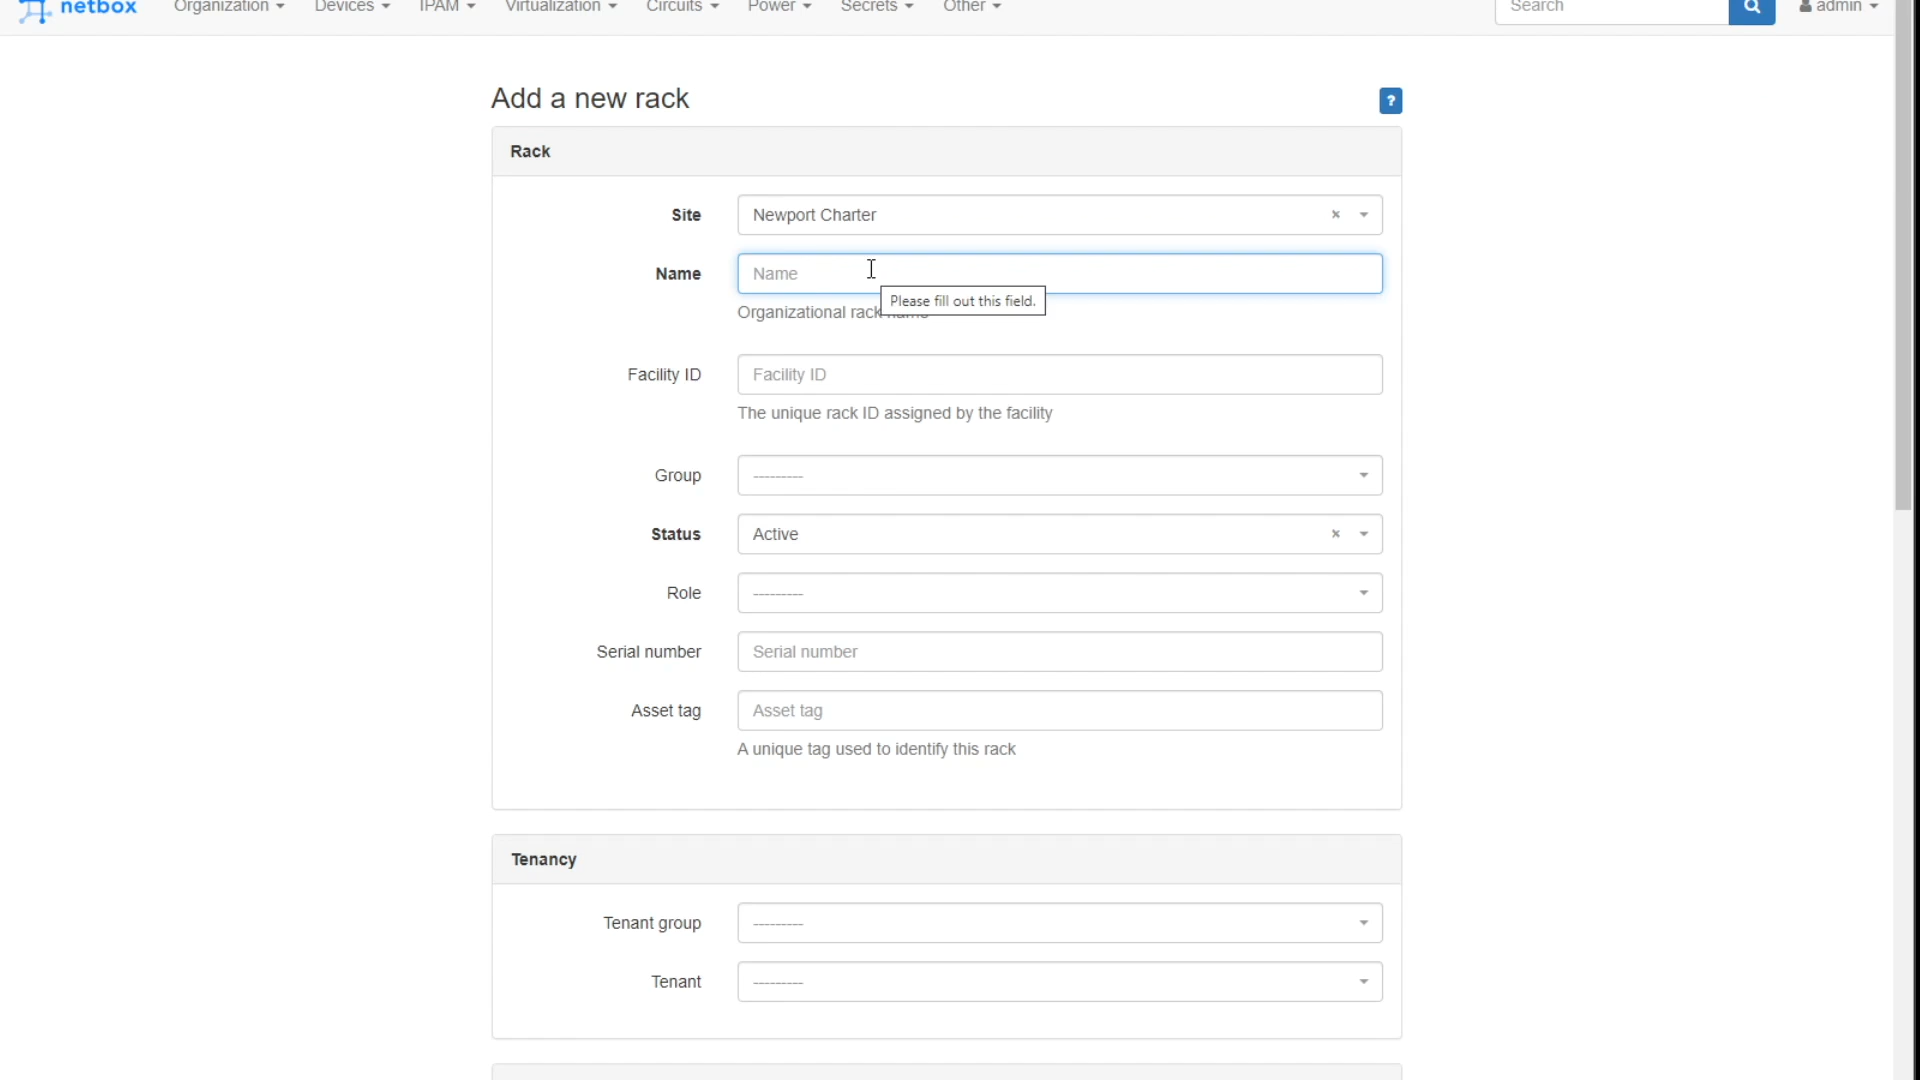 netbox Organization Devices IPAM Virtualization Circuits Power Secrets Other Search admin
Add a new rack ?
Rack
Site Newport Charter × 
Name Name
Please fill out this field.
Organizational rack name
Facility ID Facility ID
The unique rack ID assigned by the facility
Group ---------
Status Active ×
Role ---------
Serial number Serial number
Asset tag Asset tag
A unique tag used to identify this rack
Tenancy
Tenant group ---------
Tenant ---------